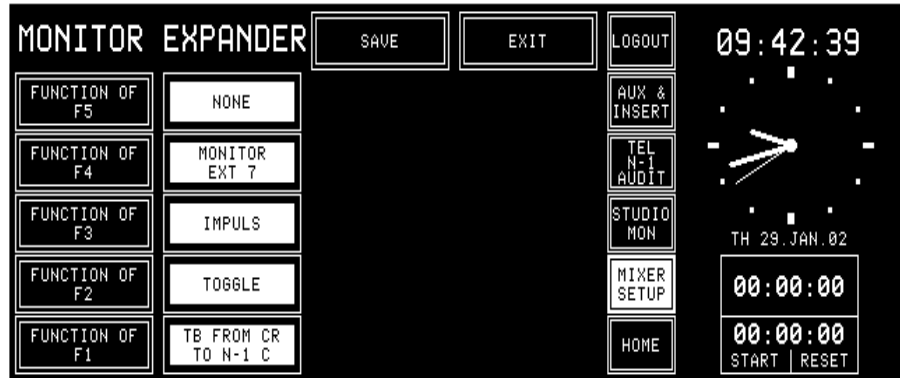 MONITOR EXPANDER
SAVE
EXIT
LOGOUT
09:42:39
FUNCTION OF
F5
NONE
AUX &
INSERT
FUNCTION OF
F4
MONITOR
EXT 7
TEL
N-1
AUDIT
FUNCTION OF
F3
IMPULS
STUDIO
MON
TH 29.JAN.02
FUNCTION OF
F2
TOGGLE
MIXER
SETUP
00:00:00
FUNCTION OF
F1
TB FROM CR
TO N-1 C
HOME
00:00:00
START RESET